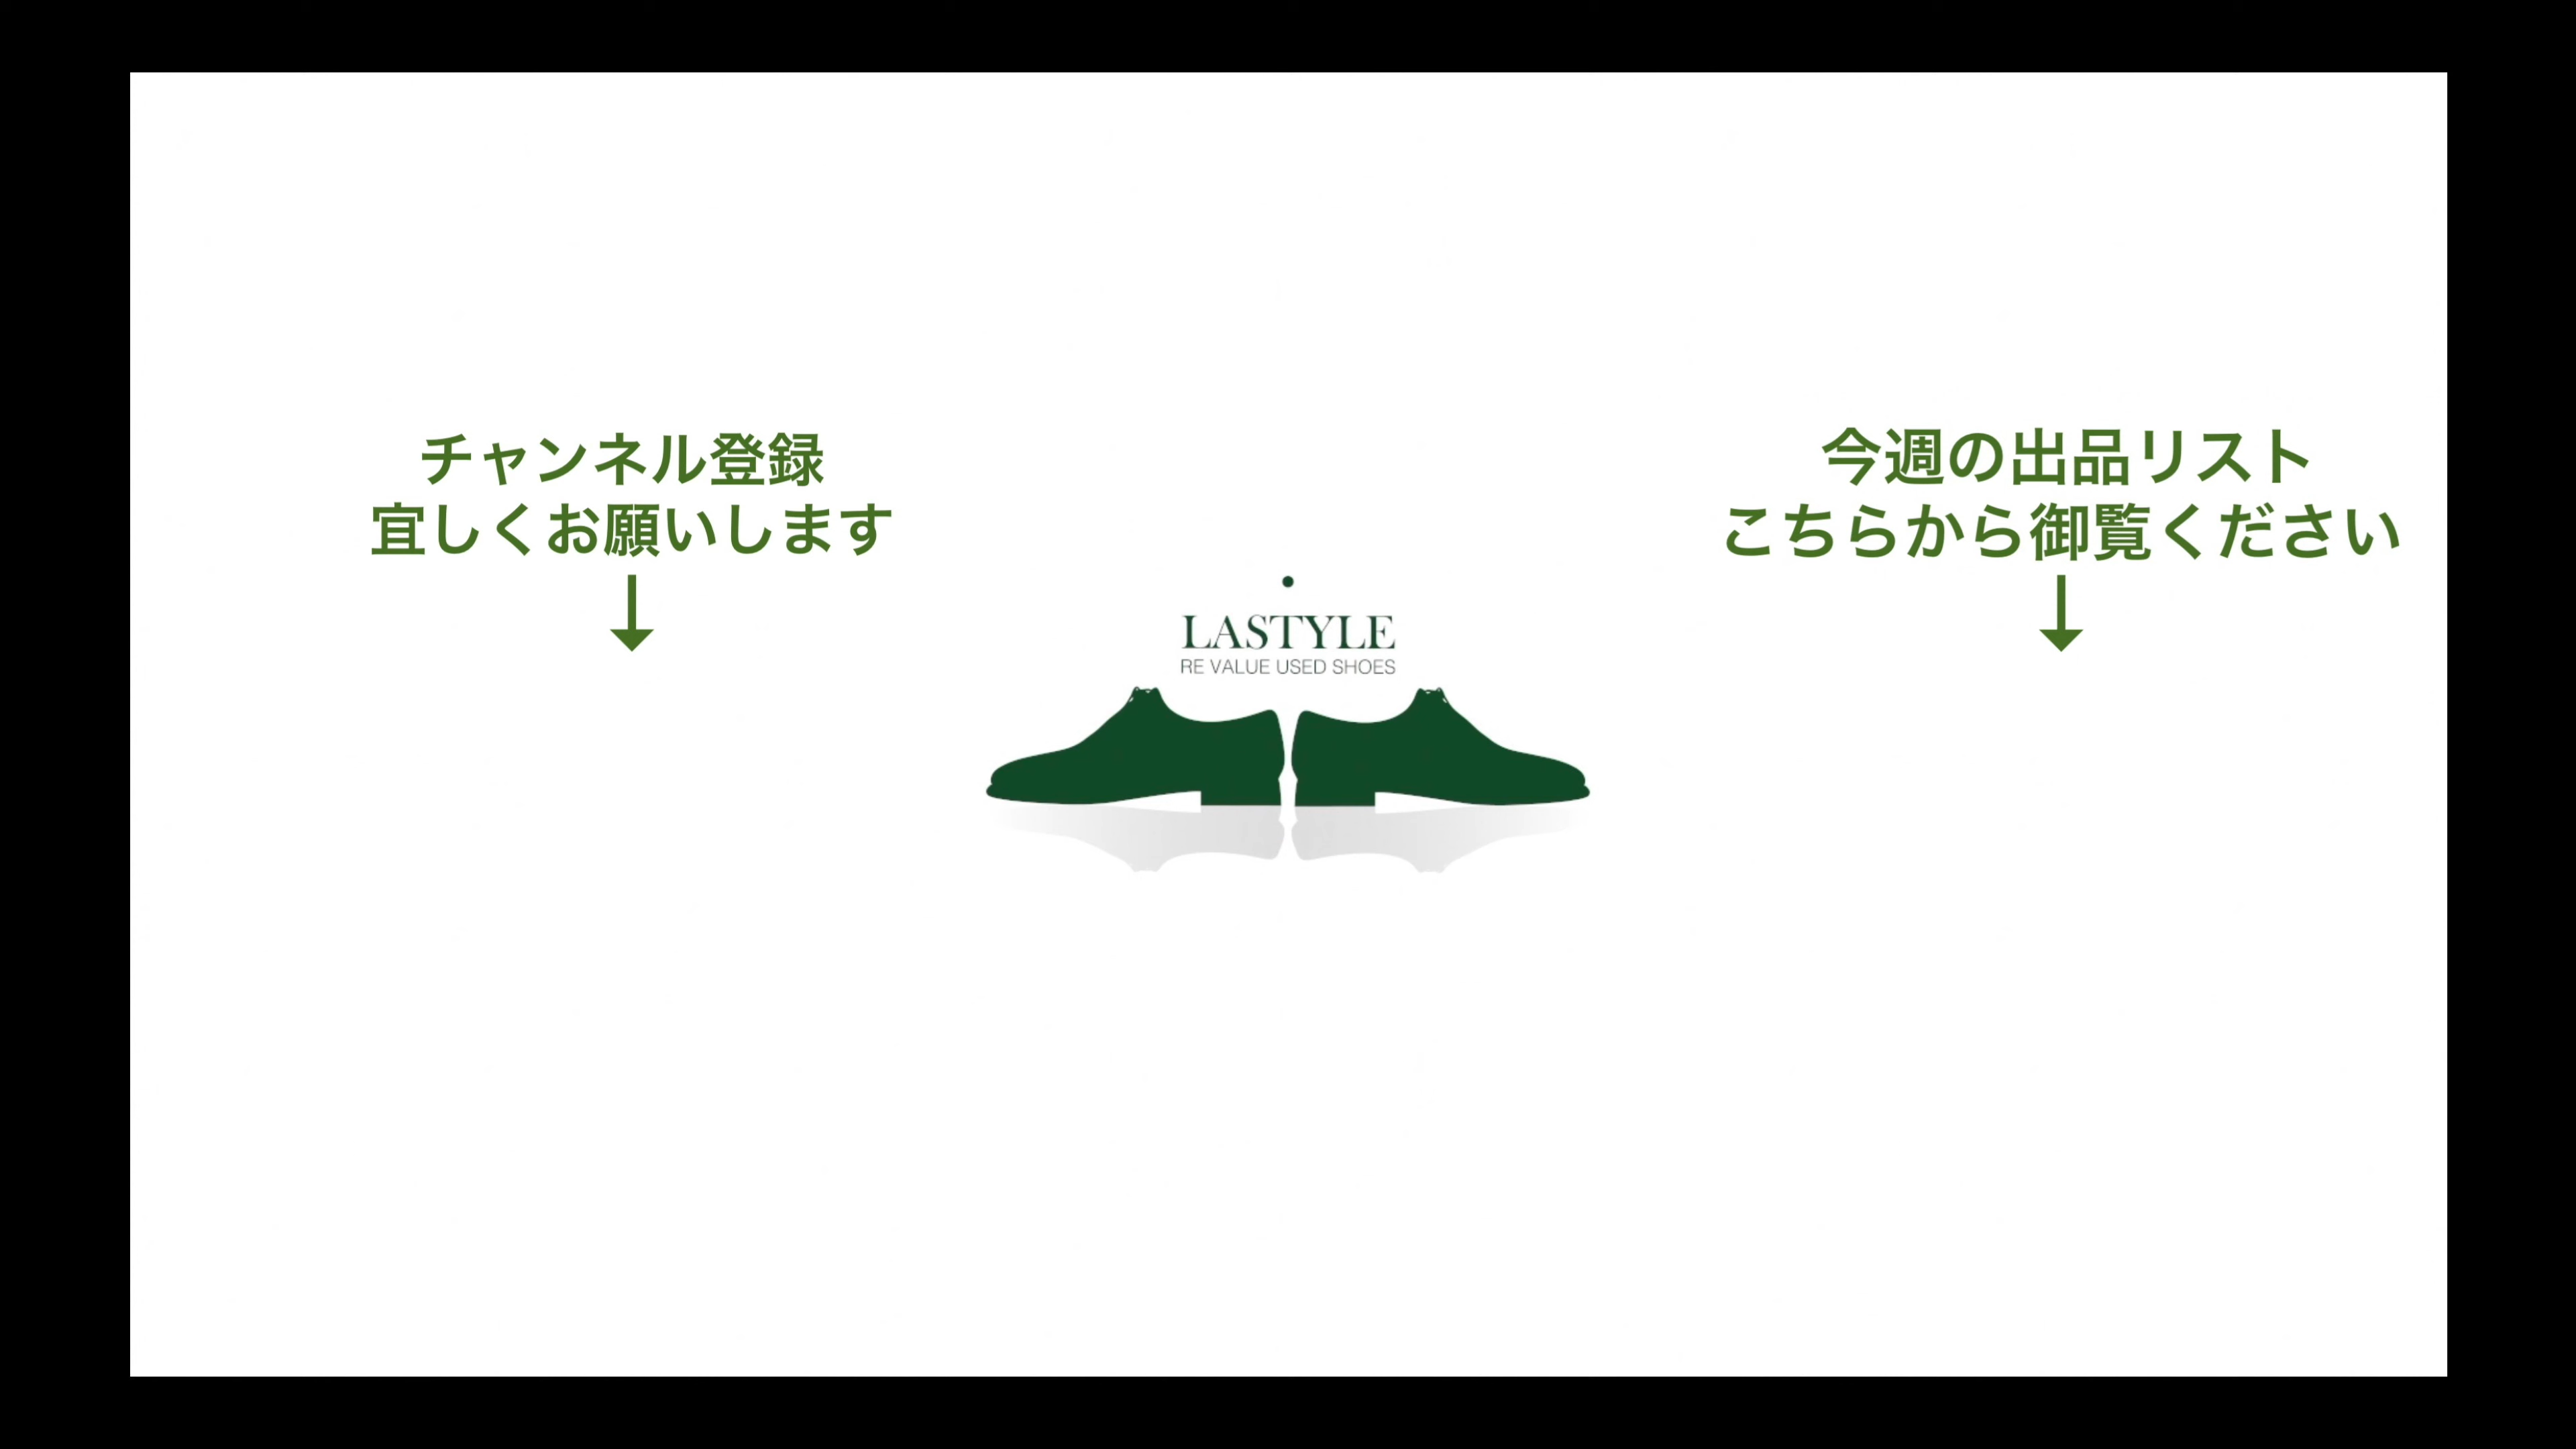 チャンネル登録
宜しくお願いします
↓
今週の出品リスト
こちらから御覧ください
↓
LASTYLE
RE VALUE USED SHOES